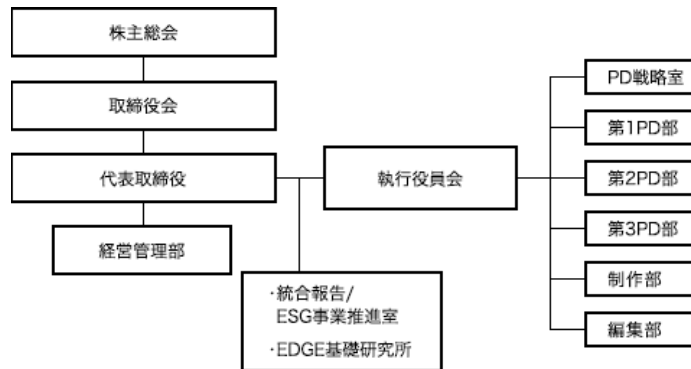 株主総会
取締役会
代表取締役
経営管理部
執行役員会
・統合報告/
ESG事業推進室
・EDGE基礎研究所
PD戦略室
第1PD部
第2PD部
第3PD部
制作部
編集部